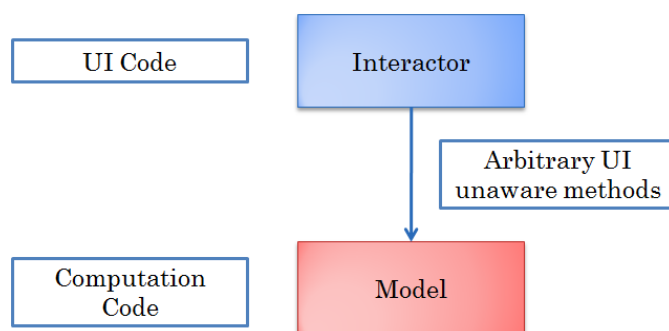 UI Code
Interactor
Arbitrary UI
unaware methods
Computation
Code
Model